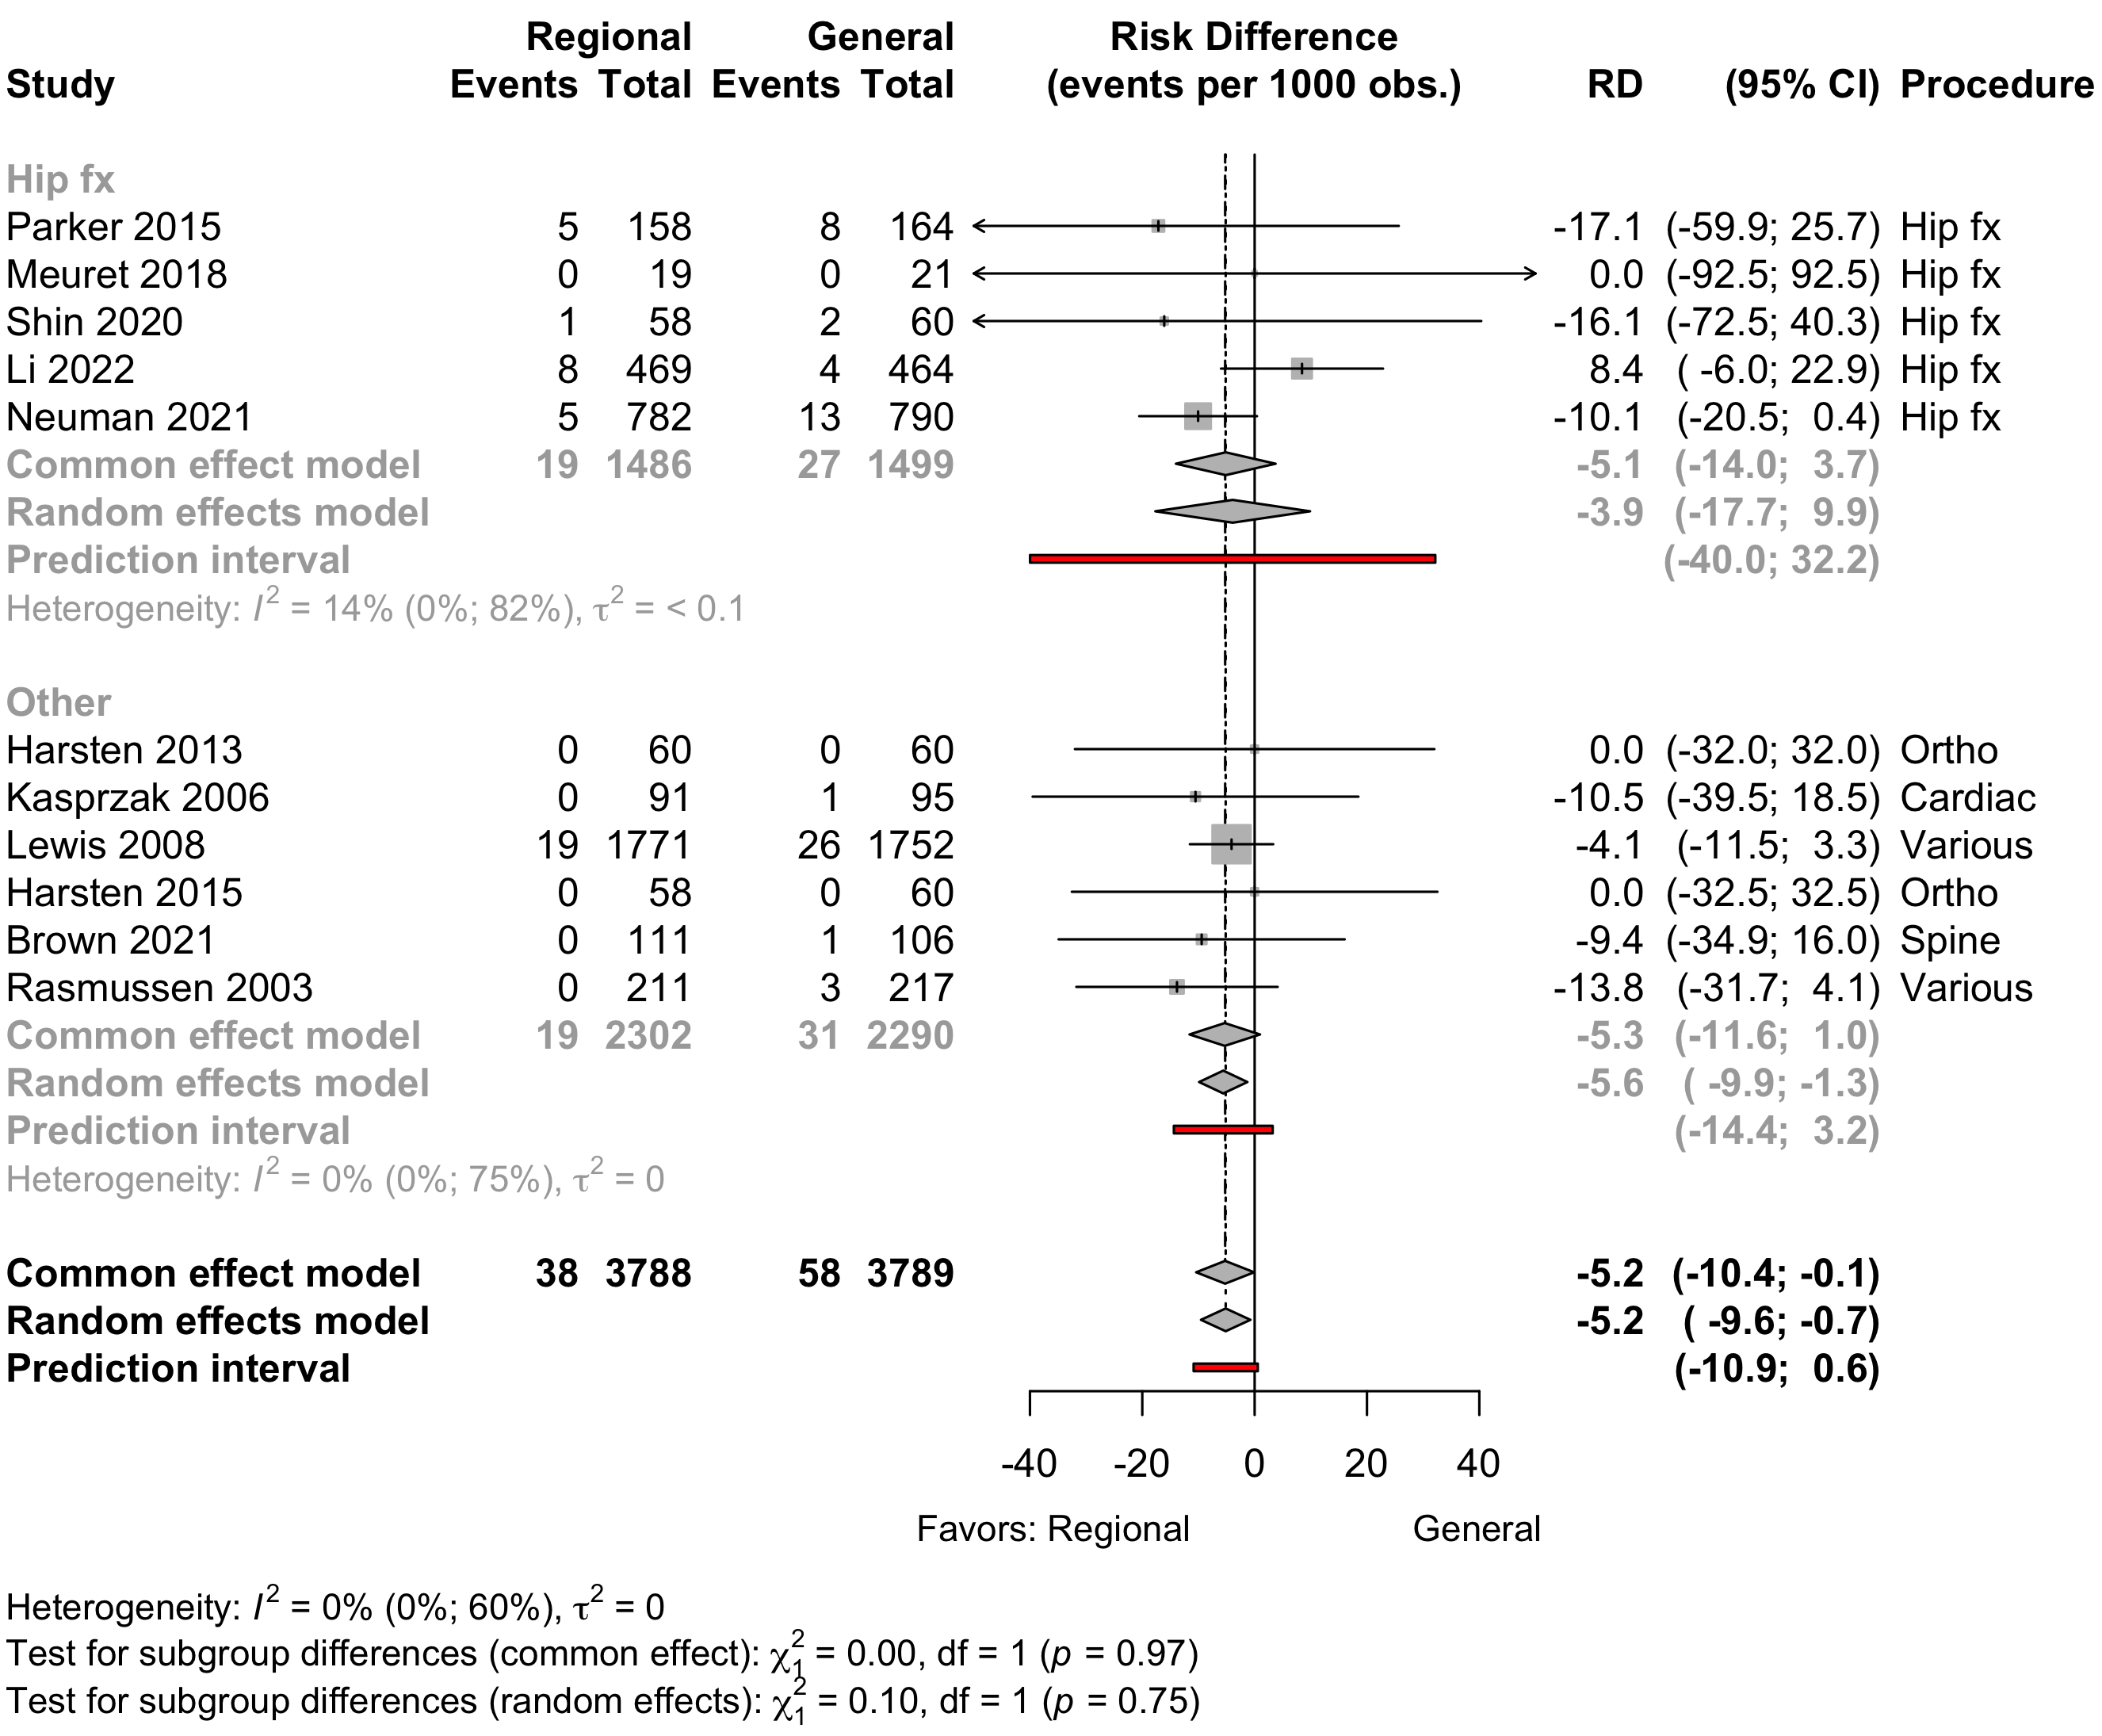 Regional General Risk Difference
Study Events Total Events Total (events per 1000 obs.) RD (95% CI) Procedure
Hip fx
Parker 2015 5 158 8 164 -17.1 (-59.9; 25.7) Hip fx
Meuret 2018 0 19 0 21 0.0 (-92.5; 92.5) Hip fx
Shin 2020 1 58 2 60 -16.1 (-72.5; 40.3) Hip fx
Li 2022 8 469 4 464 8.4 ( -6.0; 22.9) Hip fx
Neuman 2021 5 782 13 790 -10.1 (-20.5; 0.4) Hip fx
Common effect model 19 1486 27 1499 -5.1 (-14.0; 3.7)
Random effects model -3.9 (-17.7; 9.9)
Prediction interval (-40.0; 32.2)
Heterogeneity: I² = 14% (0%; 82%), τ² = < 0.1
Other
Harsten 2013 0 60 0 60 0.0 (-32.0; 32.0) Ortho
Kasprzak 2006 0 91 1 95 -10.5 (-39.5; 18.5) Cardiac
Lewis 2008 19 1771 26 1752 -4.1 (-11.5; 3.3) Various
Harsten 2015 0 58 0 60 0.0 (-32.5; 32.5) Ortho
Brown 2021 0 111 1 106 -9.4 (-34.9; 16.0) Spine
Rasmussen 2003 0 211 3 217 -13.8 (-31.7; 4.1) Various
Common effect model 19 2302 31 2290 -5.3 (-11.6; 1.0)
Random effects model -5.6 ( -9.9; -1.3)
Prediction interval (-14.4; 3.2)
Heterogeneity: I² = 0% (0%; 75%), τ² = 0
Common effect model 38 3788 58 3789 -5.2 (-10.4; -0.1)
Random effects model -5.2 ( -9.6; -0.7)
Prediction interval (-10.9; 0.6)
-40 -20 0 20 40
Favors: Regional General
Heterogeneity: I² = 0% (0%; 60%), τ² = 0
Test for subgroup differences (common effect): χ²₁ = 0.00, df = 1 (p = 0.97)
Test for subgroup differences (random effects): χ²₁ = 0.10, df = 1 (p = 0.75)